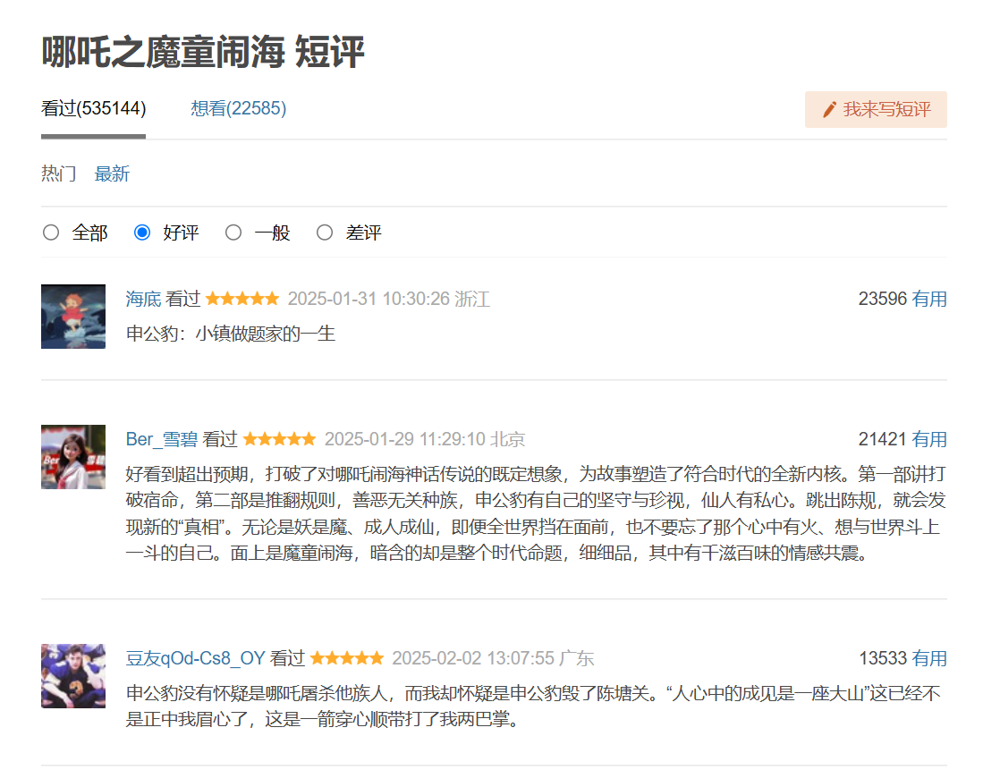 哪吒之魔童闹海 短评
看过(535144) 想看(22585) 我来写短评
热门 最新
全部 好评 一般 差评
海底 看过 ★★★★★ 2025-01-31 10:30:26 浙江 23596 有用
申公豹：小镇做题家的一生
Ber_雪碧 看过 ★★★★★ 2025-01-29 11:29:10 北京 21421 有用
好看到超出预期，打破了对哪吒闹海神话传说的既定想象，为故事塑造了符合时代的全新内核。第一部讲打
破宿命，第二部是推翻规则，善恶无关种族，申公豹有自己的坚守与珍视，仙人有私心。跳出陈规，就会发
现新的“真相”。无论是妖是魔、成人成仙，即便全世界挡在面前，也不要忘了那个心中有火、想与世界斗上
一斗的自己。面上是魔童闹海，暗含的却是整个时代命题，细细品，其中有千滋百味的情感共震。
豆友qOd-Cs8_OY 看过 ★★★★★ 2025-02-02 13:07:55 广东 13533 有用
申公豹没有怀疑是哪吒屠杀他族人，而我却怀疑是申公豹毁了陈塘关。“人心中的成见是一座大山”这已经不
是正中我眉心了，这是一箭穿心顺带打了我两巴掌。